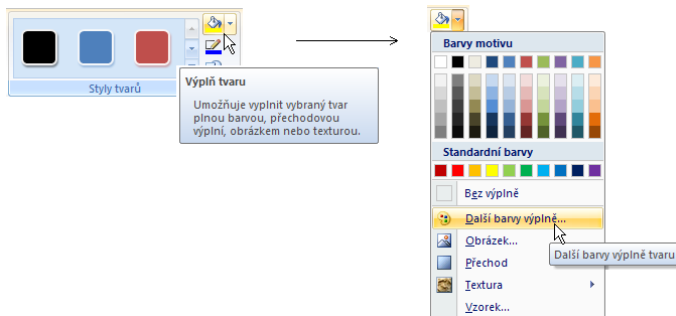 Styly tvarů
Výplň tvaru
Umožňuje vyplnit vybraný tvar
plnou barvou, přechodovou
výplní, obrázkem nebo texturou.
Barvy motivu
Standardní barvy
Bez výplně
Další barvy výplně...
Obrázek...
Další barvy výplně tvaru
Přechod
Textura
Vzorek...